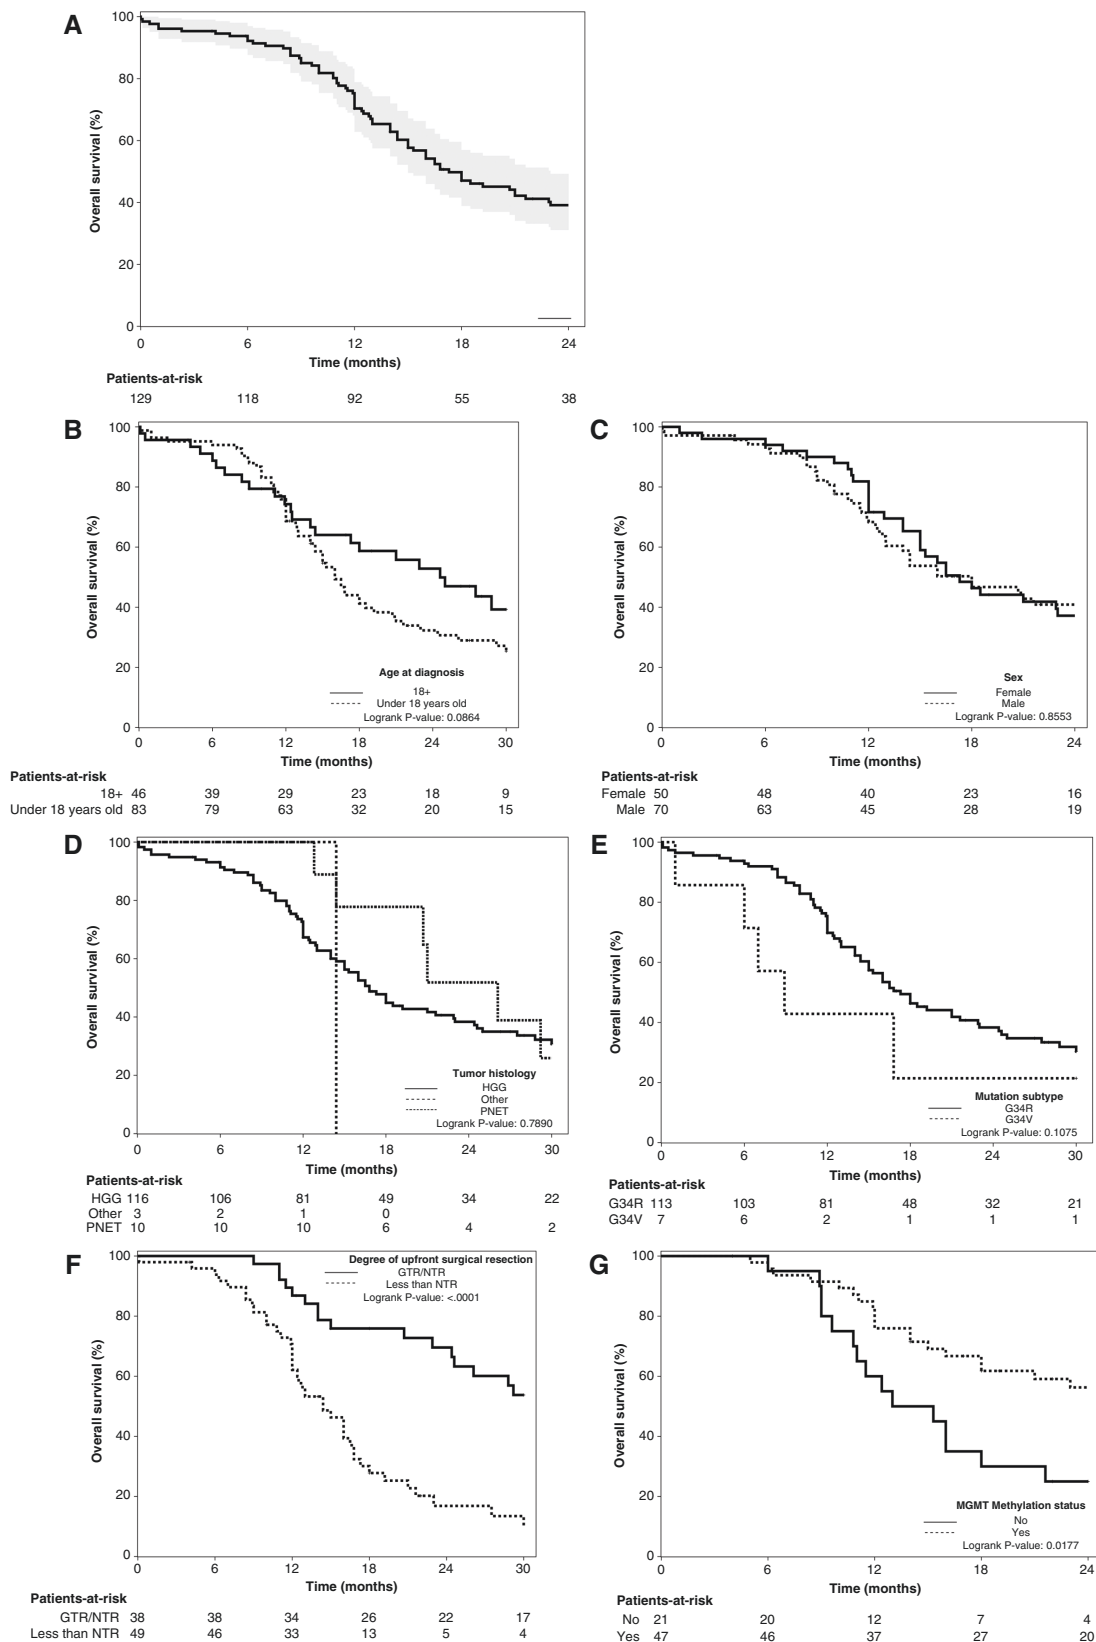 A
100
80
60
40
20
0
Overall survival (%)
0 6 12 18 24
Time (months)
Patients-at-risk
129 118 92 55 38
B
100
80
60
40
20
0
Overall survival (%)
Age at diagnosis
18+
Under 18 years old
Logrank P-value: 0.0864
0 6 12 18 24 30
Time (months)
Patients-at-risk
18+ 46 39 29 23 18 9
Under 18 years old 83 79 63 32 20 15
C
100
80
60
40
20
0
Overall survival (%)
Sex
Female
Male
Logrank P-value: 0.8553
0 6 12 18 24
Time (months)
Patients-at-risk
Female 50 48 40 23 16
Male 70 63 45 28 19
D
100
80
60
40
20
0
Overall survival (%)
Tumor histology
HGG
Other
PNET
Logrank P-value: 0.7890
0 6 12 18 24 30
Time (months)
Patients-at-risk
HGG 116 106 81 49 34 22
Other 3 2 1 0
PNET 10 10 10 6 4 2
E
100
80
60
40
20
0
Overall survival (%)
Mutation subtype
G34R
G34V
Logrank P-value: 0.1075
0 6 12 18 24 30
Time (months)
Patients-at-risk
G34R 113 103 81 48 32 21
G34V 7 6 2 1 1 1
F
100
80
60
40
20
0
Overall survival (%)
Degree of upfront surgical resection
GTR/NTR
Less than NTR
Logrank P-value: <.0001
0 6 12 18 24 30
Time (months)
Patients-at-risk
GTR/NTR 38 38 34 26 22 17
Less than NTR 49 46 33 13 5 4
G
100
80
60
40
20
0
Overall survival (%)
MGMT Methylation status
No
Yes
Logrank P-value: 0.0177
0 6 12 18 24
Time (months)
Patients-at-risk
No 21 20 12 7 4
Yes 47 46 37 27 20